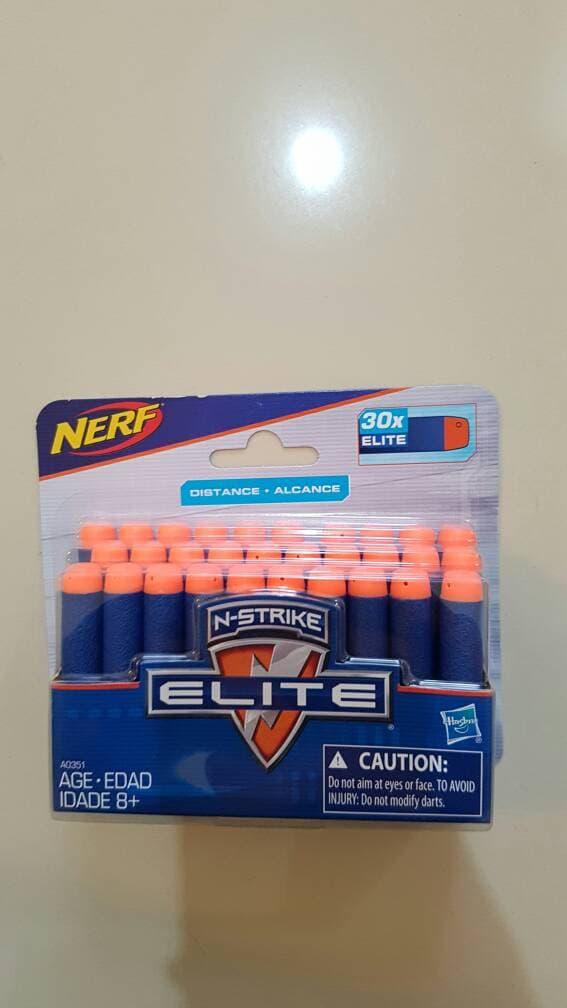 NERF
30x
ELITE
DISTANCE • ALCANCE
N-STRIKE
ELITE
Hasbro
A0351
AGE • EDAD
IDADE 8+
CAUTION:
Do not aim at eyes or face. TO AVOID
INJURY: Do not modify darts.